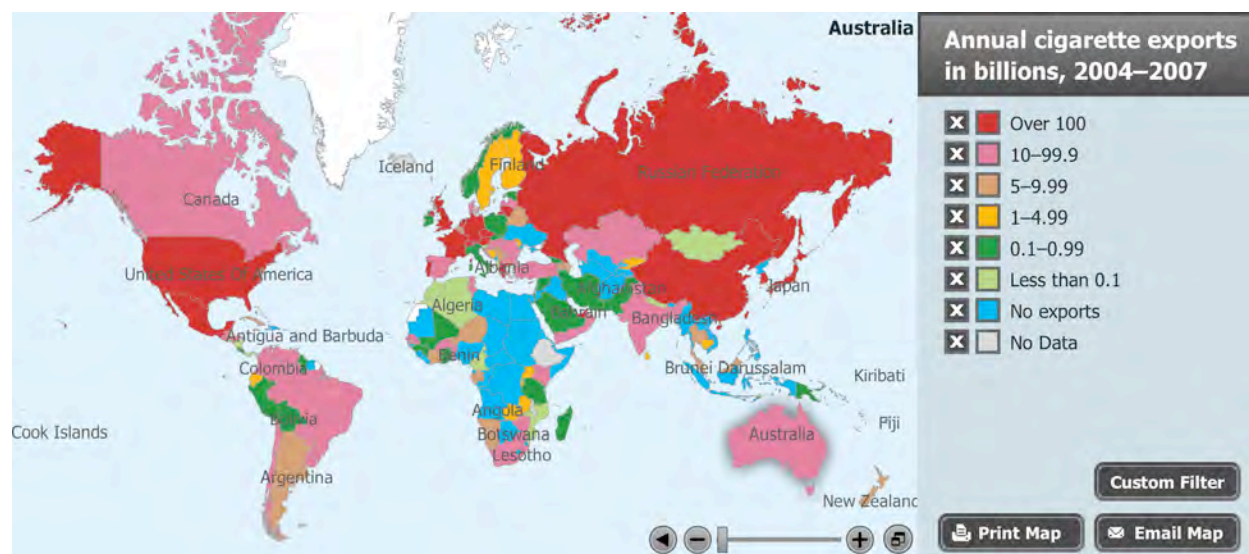 Australia
Annual cigarette exports
in billions, 2004–2007
Over 100
10–99.9
5–9.99
1–4.99
0.1–0.99
Less than 0.1
No exports
No Data
Iceland
Finland
Russian Federation
Canada
United States Of America
Albania
Afghanistan
Japan
Algeria
Bahrain
Bangladesh
Antigua and Barbuda
Benin
Colombia
Brunei Darussalam
Kiribati
Angola
Bolivia
Fiji
Cook Islands
Botswana
Australia
Lesotho
Argentina
New Zealand
Custom Filter
Print Map
Email Map